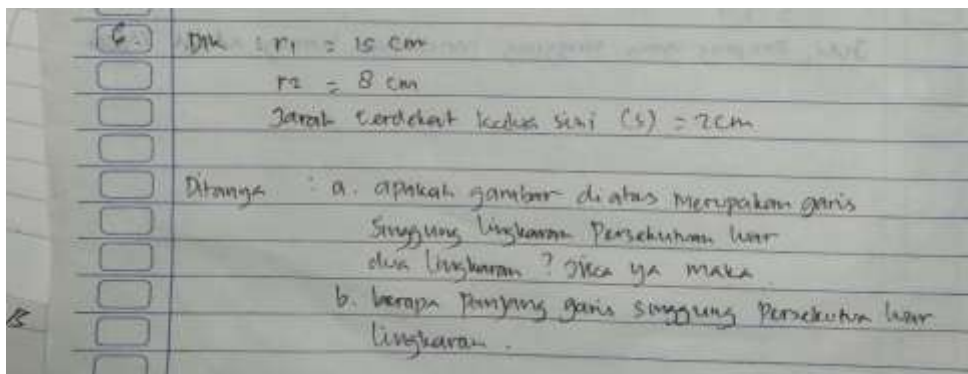 6.) Dik : r1 = 15 cm
r2 = 8 cm
Jarak terdekat kedua sisi (s) = 2cm
Ditanya : a. apakah gambar di atas merupakan garis
Singgung lingkaran Persekutuan luar
dua lingkaran ? Jika ya maka
b. berapa Panjang garis singgung Persekutuan luar
lingkaran.